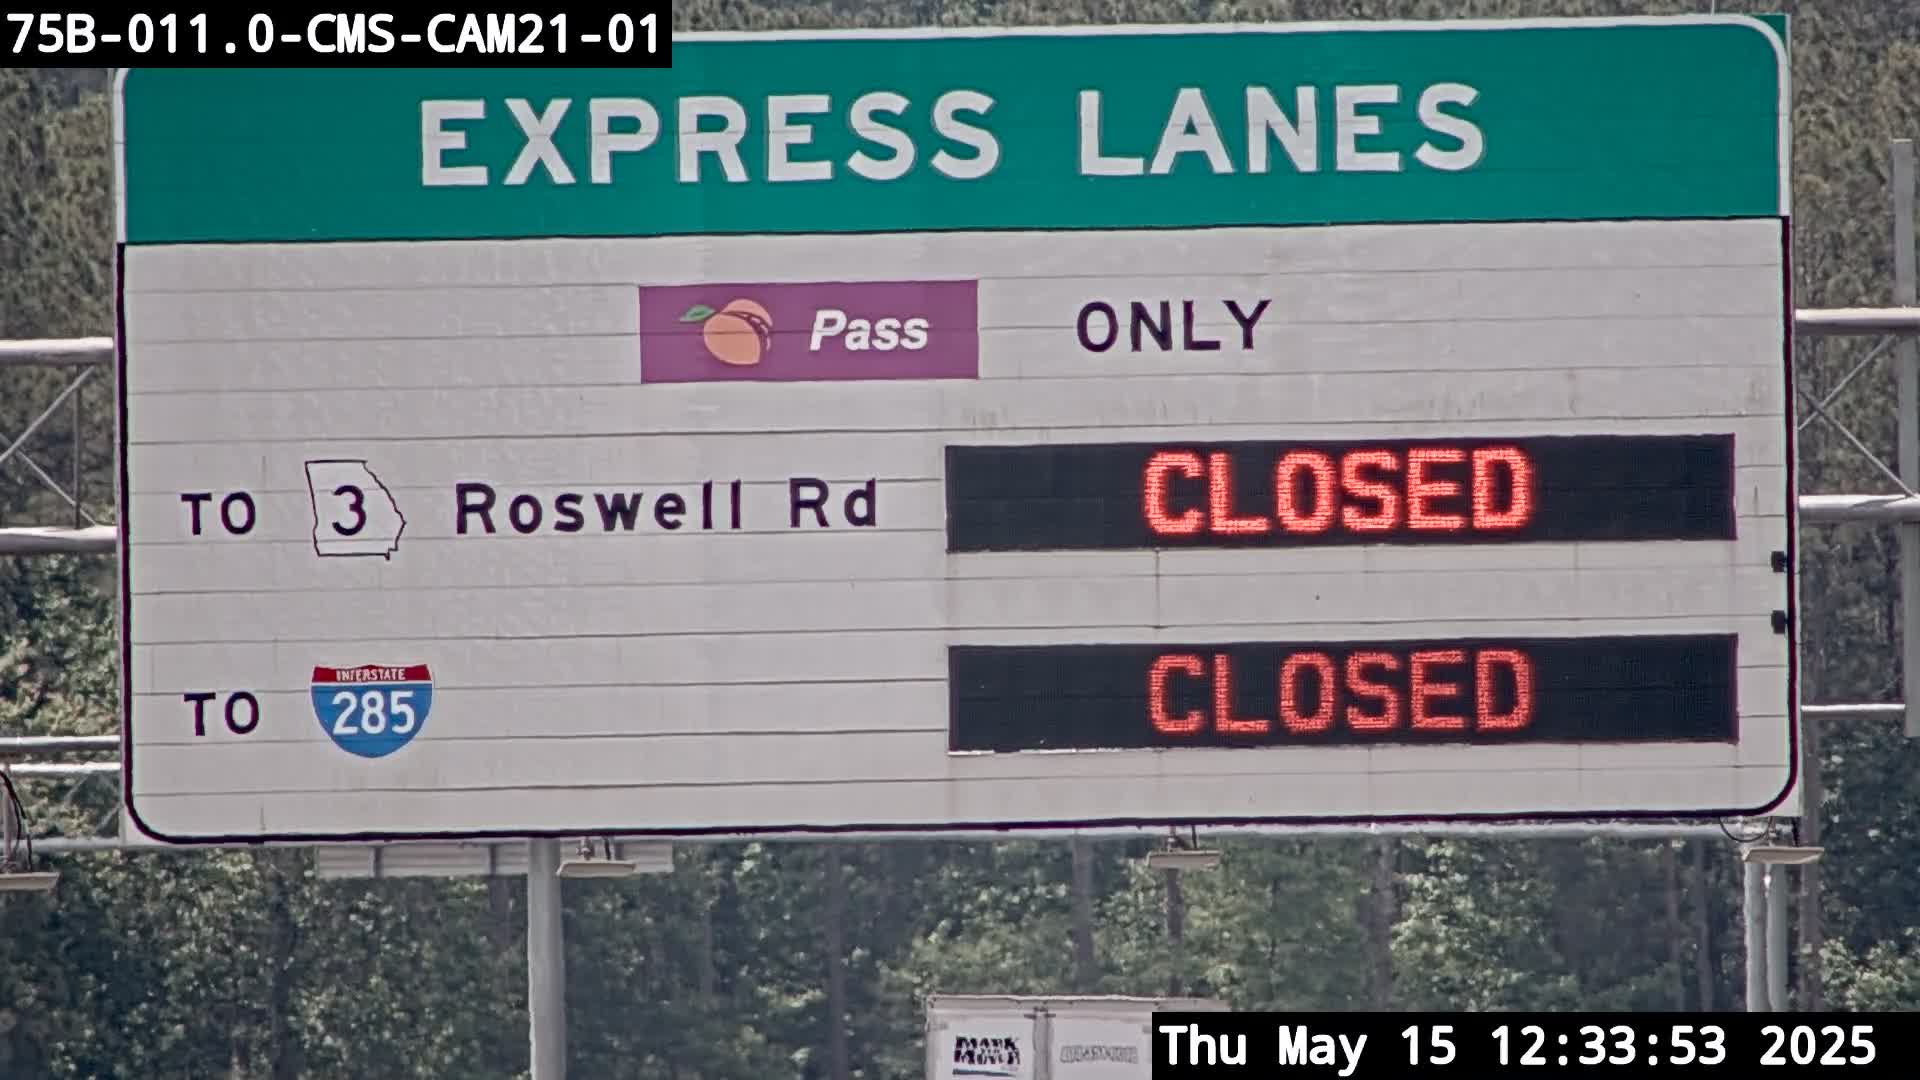 75B-011.0-CMS-CAM21-01
EXPRESS LANES
Pass ONLY
TO 3 Roswell Rd CLOSED
INTERSTATE
TO 285 CLOSED
MARK
Thu May 15 12:33:53 2025